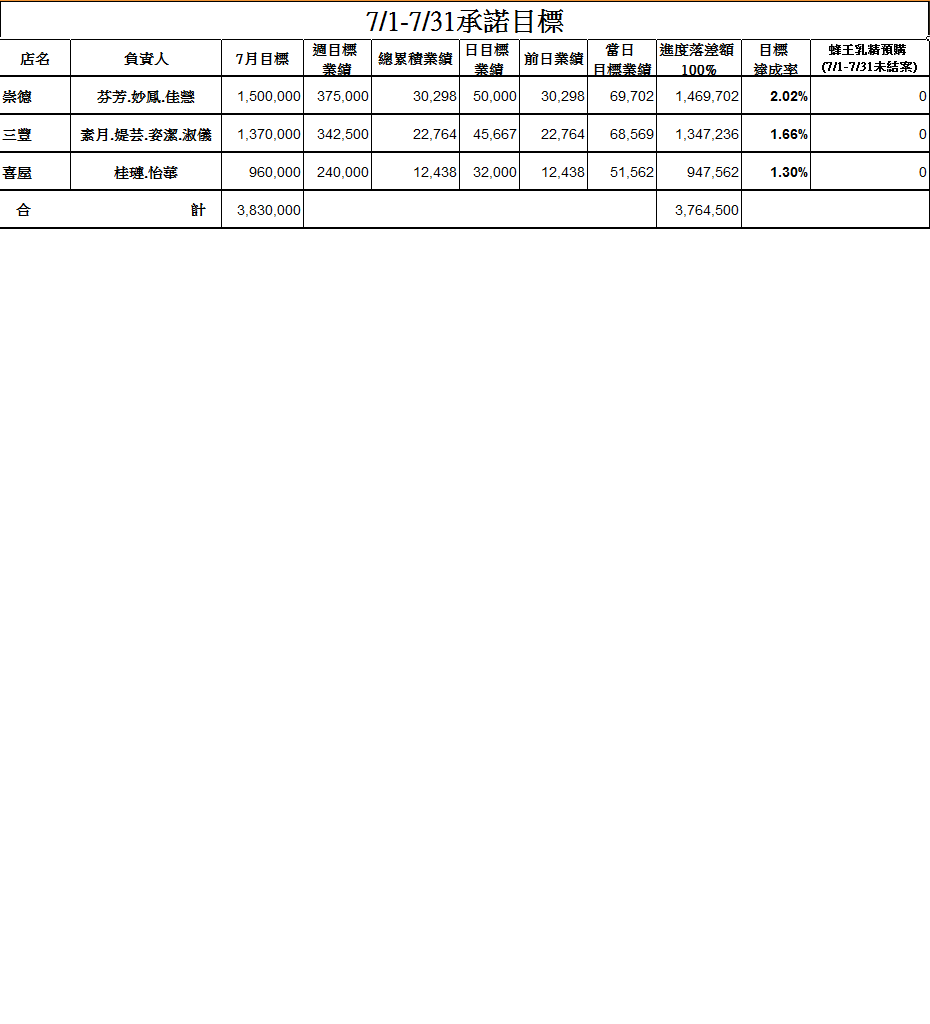 7/1-7/31承諾目標
店名 負責人 7月目標 週目標業績 總累積業績 日目標業績 前日業績 當日目標業績 進度落差額100% 目標達成率 蜂王乳精預購(7/1-7/31未結案)
崇德 芬芳.妙鳳.佳慧 1,500,000 375,000 30,298 50,000 30,298 69,702 1,469,702 2.02% 0
三豐 素月.媞芸.姿潔.淑儀 1,370,000 342,500 22,764 45,667 22,764 68,569 1,347,236 1.66% 0
喜屋 桂璉.怡華 960,000 240,000 12,438 32,000 12,438 51,562 947,562 1.30% 0
合計 3,830,000 3,764,500